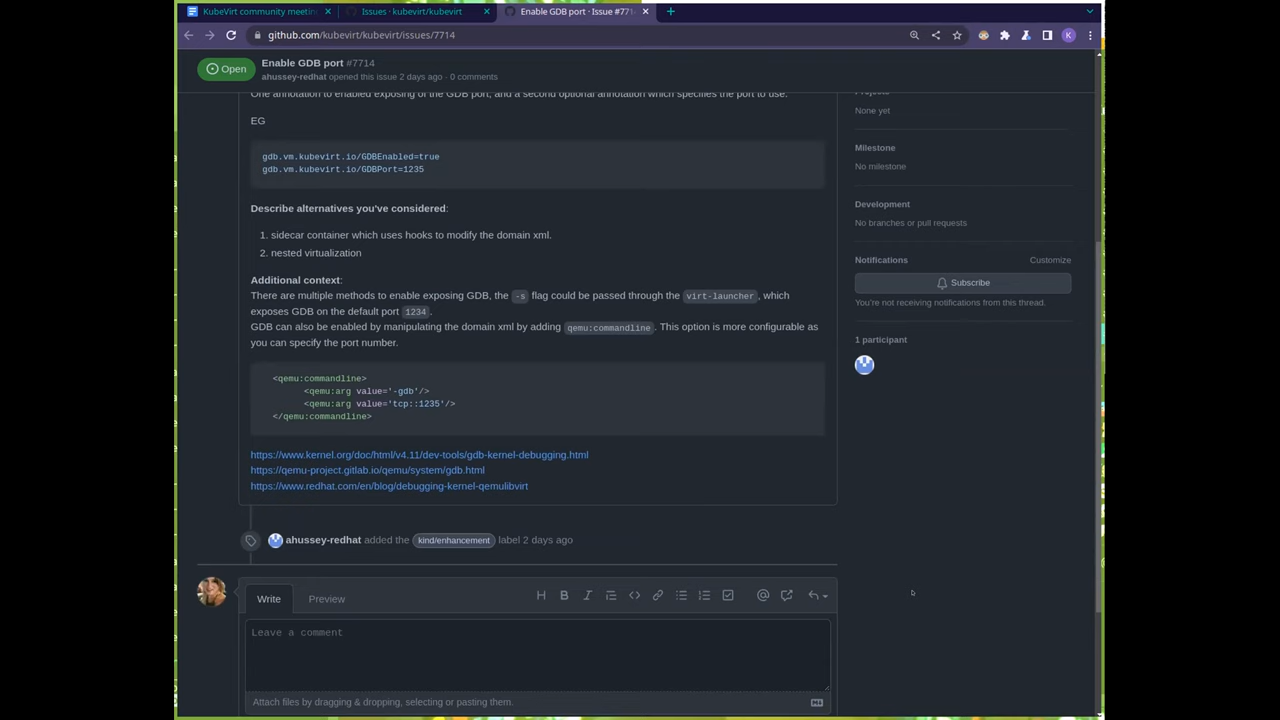 KubeVirt community meetin
Issues · kubevirt/kubevirt
Enable GDB port · Issue #771
github.com/kubevirt/kubevirt/issues/7714
K
Open
Enable GDB port #7714
ahussey-redhat opened this issue 2 days ago · 0 comments
One annotation to enabled exposing of the GDB port, and a second optional annotation which specifies the port to use.
EG
gdb.vm.kubevirt.io/GDBEnabled=true
gdb.vm.kubevirt.io/GDBPort=1235
Describe alternatives you've considered:
1. sidecar container which uses hooks to modify the domain xml.
2. nested virtualization
Additional context:
There are multiple methods to enable exposing GDB, the -s flag could be passed through the virt-launcher, which
exposes GDB on the default port 1234.
GDB can also be enabled by manipulating the domain xml by adding qemu:commandline. This option is more configurable as
you can specify the port number.
<qemu:commandline>
<qemu:arg value='-gdb'/>
<qemu:arg value='tcp::1235'/>
</qemu:commandline>
https://www.kernel.org/doc/html/v4.11/dev-tools/gdb-kernel-debugging.html
https://qemu-project.gitlab.io/qemu/system/gdb.html
https://www.redhat.com/en/blog/debugging-kernel-qemulibvirt
ahussey-redhat added the kind/enhancement label 2 days ago
Write
Preview
Leave a comment
Attach files by dragging & dropping, selecting or pasting them.
Projects
None yet
Milestone
No milestone
Development
No branches or pull requests
Notifications
Customize
Subscribe
You're not receiving notifications from this thread.
1 participant